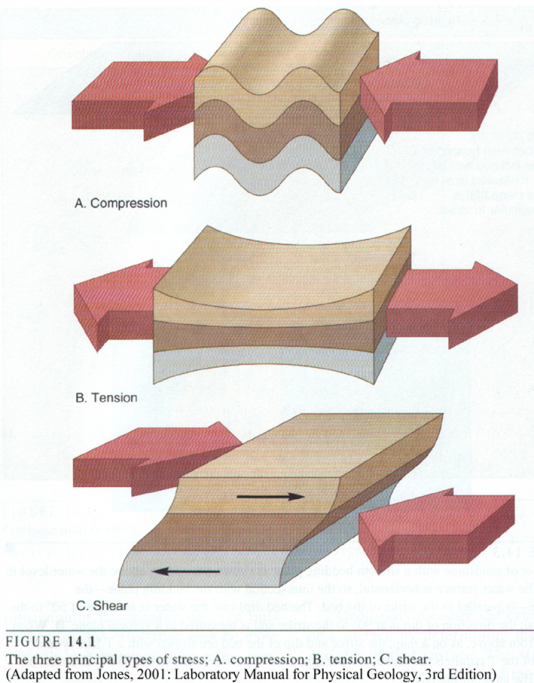 A. Compression
B. Tension
C. Shear
FIGURE 14.1
The three principal types of stress; A. compression; B. tension; C. shear.
(Adapted from Jones, 2001: Laboratory Manual for Physical Geology, 3rd Edition)